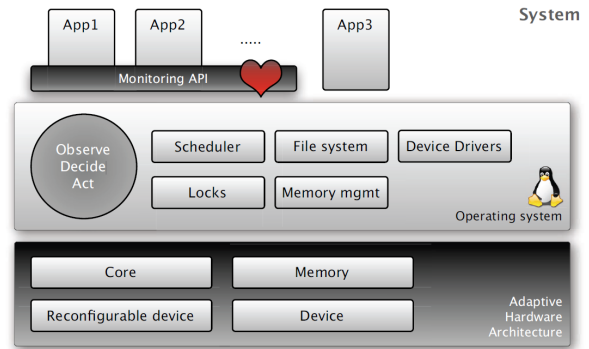 System
App1
App2
.....
App3
Monitoring API
Observe
Decide
Act
Scheduler
File system
Device Drivers
Locks
Memory mgmt
Operating system
Core
Memory
Reconfigurable device
Device
Adaptive
Hardware
Architecture